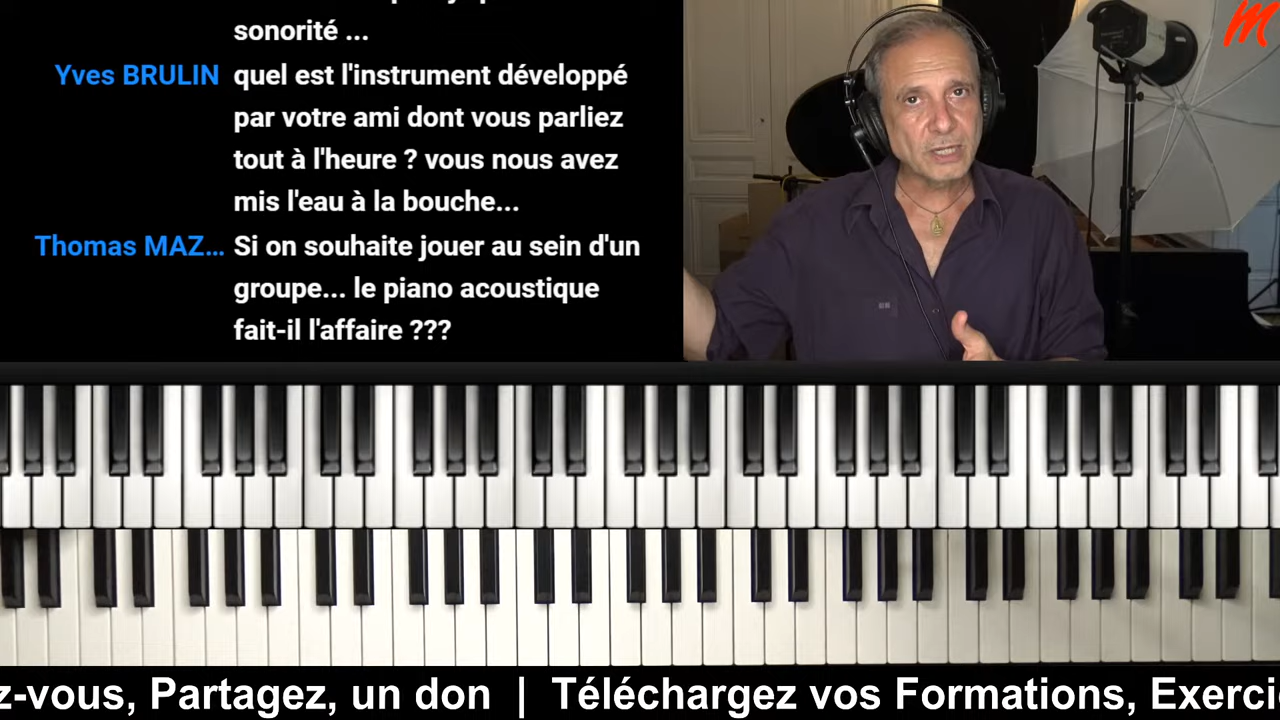 sonorité ...
Yves BRULIN quel est l'instrument développé
par votre ami dont vous parliez
tout à l'heure ? vous nous avez
mis l'eau à la bouche...
Thomas MAZ... Si on souhaite jouer au sein d'un
groupe... le piano acoustique
fait-il l'affaire ???
z-vous, Partagez, un don | Téléchargez vos Formations, Exerci